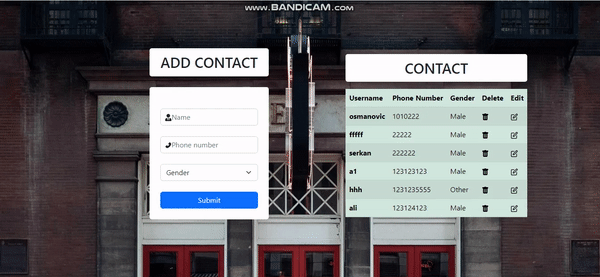 www.BANDICAM.com
ADD CONTACT
Name
Phone number
Gender
Submit
CONTACT
Username Phone Number Gender Delete Edit
osmanovic 1010222 Male
fffff 22222 Male
serkan 222222 Male
a1 123123123 Male
hhh 1231235555 Other
ali 123124123 Male